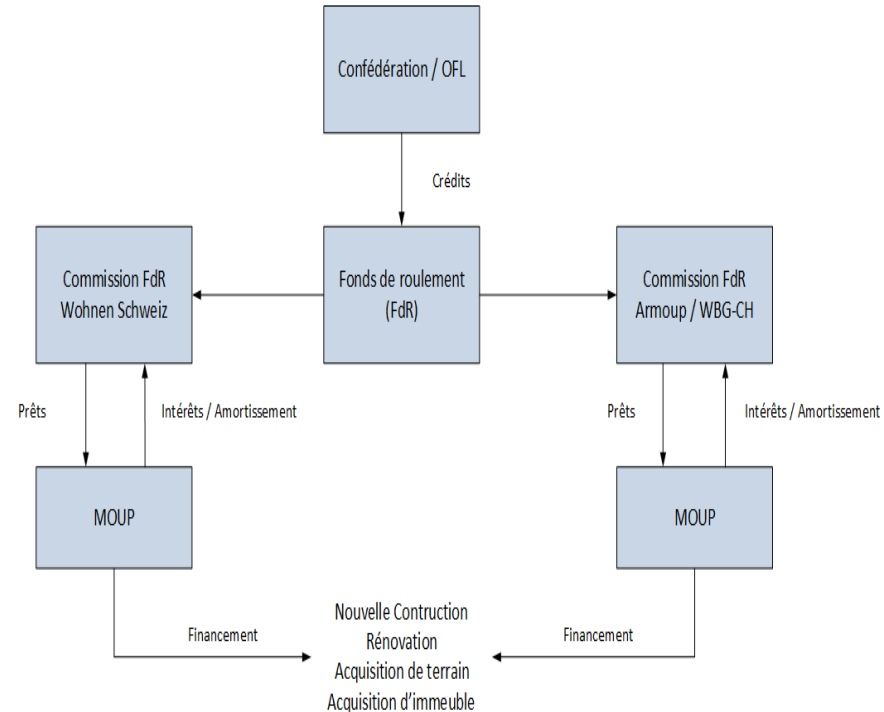 Confédération / OFL
Crédits
Commission FdR
Wohnen Schweiz
Fonds de roulement
(FdR)
Commission FdR
Armoup / WBG-CH
Prêts
Intérêts / Amortissement
Prêts
Intérêts / Amortissement
MOUP
MOUP
Financement
Nouvelle Contruction
Rénovation
Acquisition de terrain
Acquisition d'immeuble
Financement